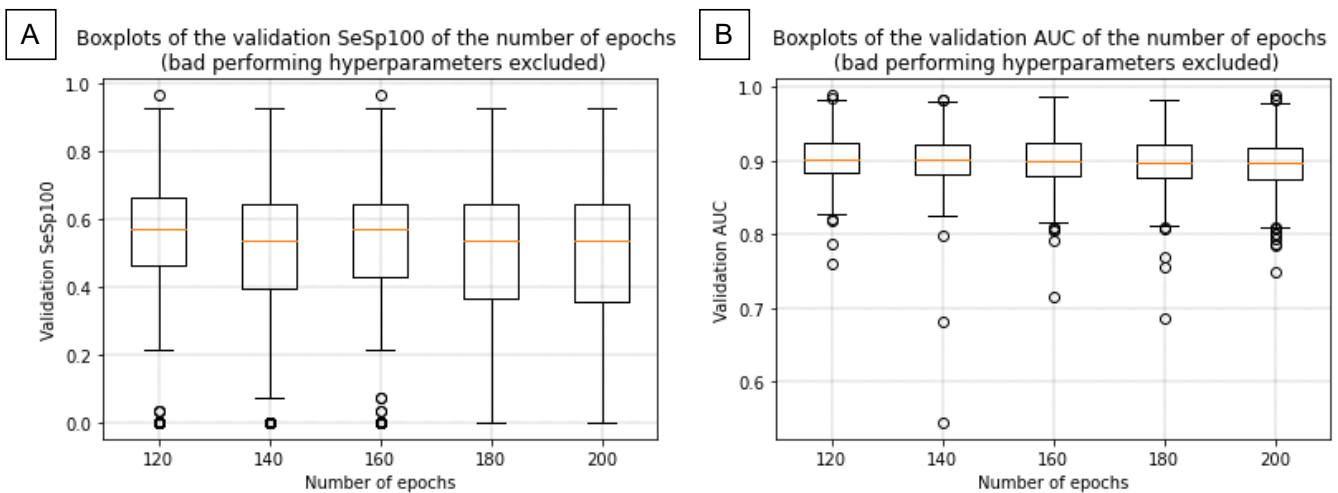 A
Boxplots of the validation SeSp100 of the number of epochs
(bad performing hyperparameters excluded)
1.0
0.8
0.6
0.4
0.2
0.0
Validation SeSp100
120 140 160 180 200
Number of epochs
B
Boxplots of the validation AUC of the number of epochs
(bad performing hyperparameters excluded)
1.0
0.9
0.8
0.7
0.6
Validation AUC
120 140 160 180 200
Number of epochs